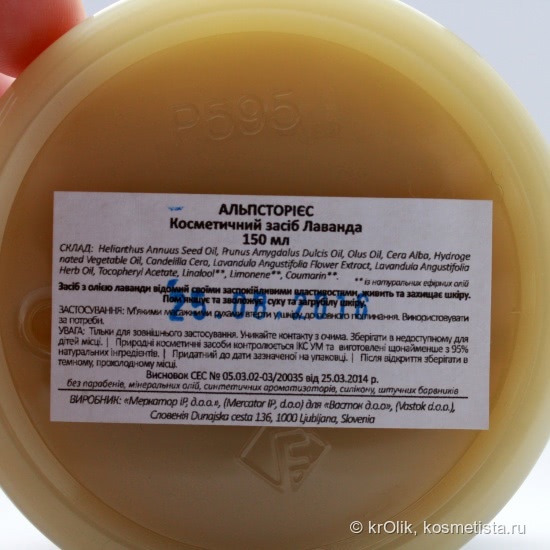 P595
АЛЬПСТОРІЄС
Косметичний засіб Лаванда
150 мл
СКЛАД: Helianthus Annuus Seed Oil, Prunus Amygdalus Dulcis Oil, Olus Oil, Cera Alba, Hydroge
nated Vegetable Oil, Candelilla Cera, Lavandula Angustifolia Flower Extract, Lavandula Angustifolia
Herb Oil, Tocopheryl Acetate, Linalool**, Limonene**, Coumarin**.
**із натуральних ефірних олій
Засіб з олією лаванди відомий своїми заспокійливими властивостями, живить та захищає шкіру.
Пом'якшує та зволожує суху та загрубілу шкіру.
ЗАСТОСУВАННЯ: М'якими
до повного поглинання. Використовувати
за потреби.
УВАГА: Тільки для зовнішнього застосування. Уникайте контакту з очима. Зберігати в недоступному для
дітей місці. | Природні косметичні засоби контролюються ІКС УМ та виготовлені щонайменше з 95%
натуральних інгредієнтів. | Придатний до дати зазначеної на упаковці. | Після відкриття зберігати в
темному, прохолодному місці.
Висновок СЕС № 05.03.02-03/20035 від 25.03.2014 р.
без парабенів, мінеральних олій, синтетичних ароматизаторів, силікону, штучних барвників
ВИРОБНИК: «Меркатор ІР, д.о.о.», (Mercator IP, d.o.o) для «Васток д.о.о», (Vastok d.o.o.),
Словенія Dunajska cesta 136, 1000 Ljubijana, Slovenia
© krOlik, kosmetista.ru